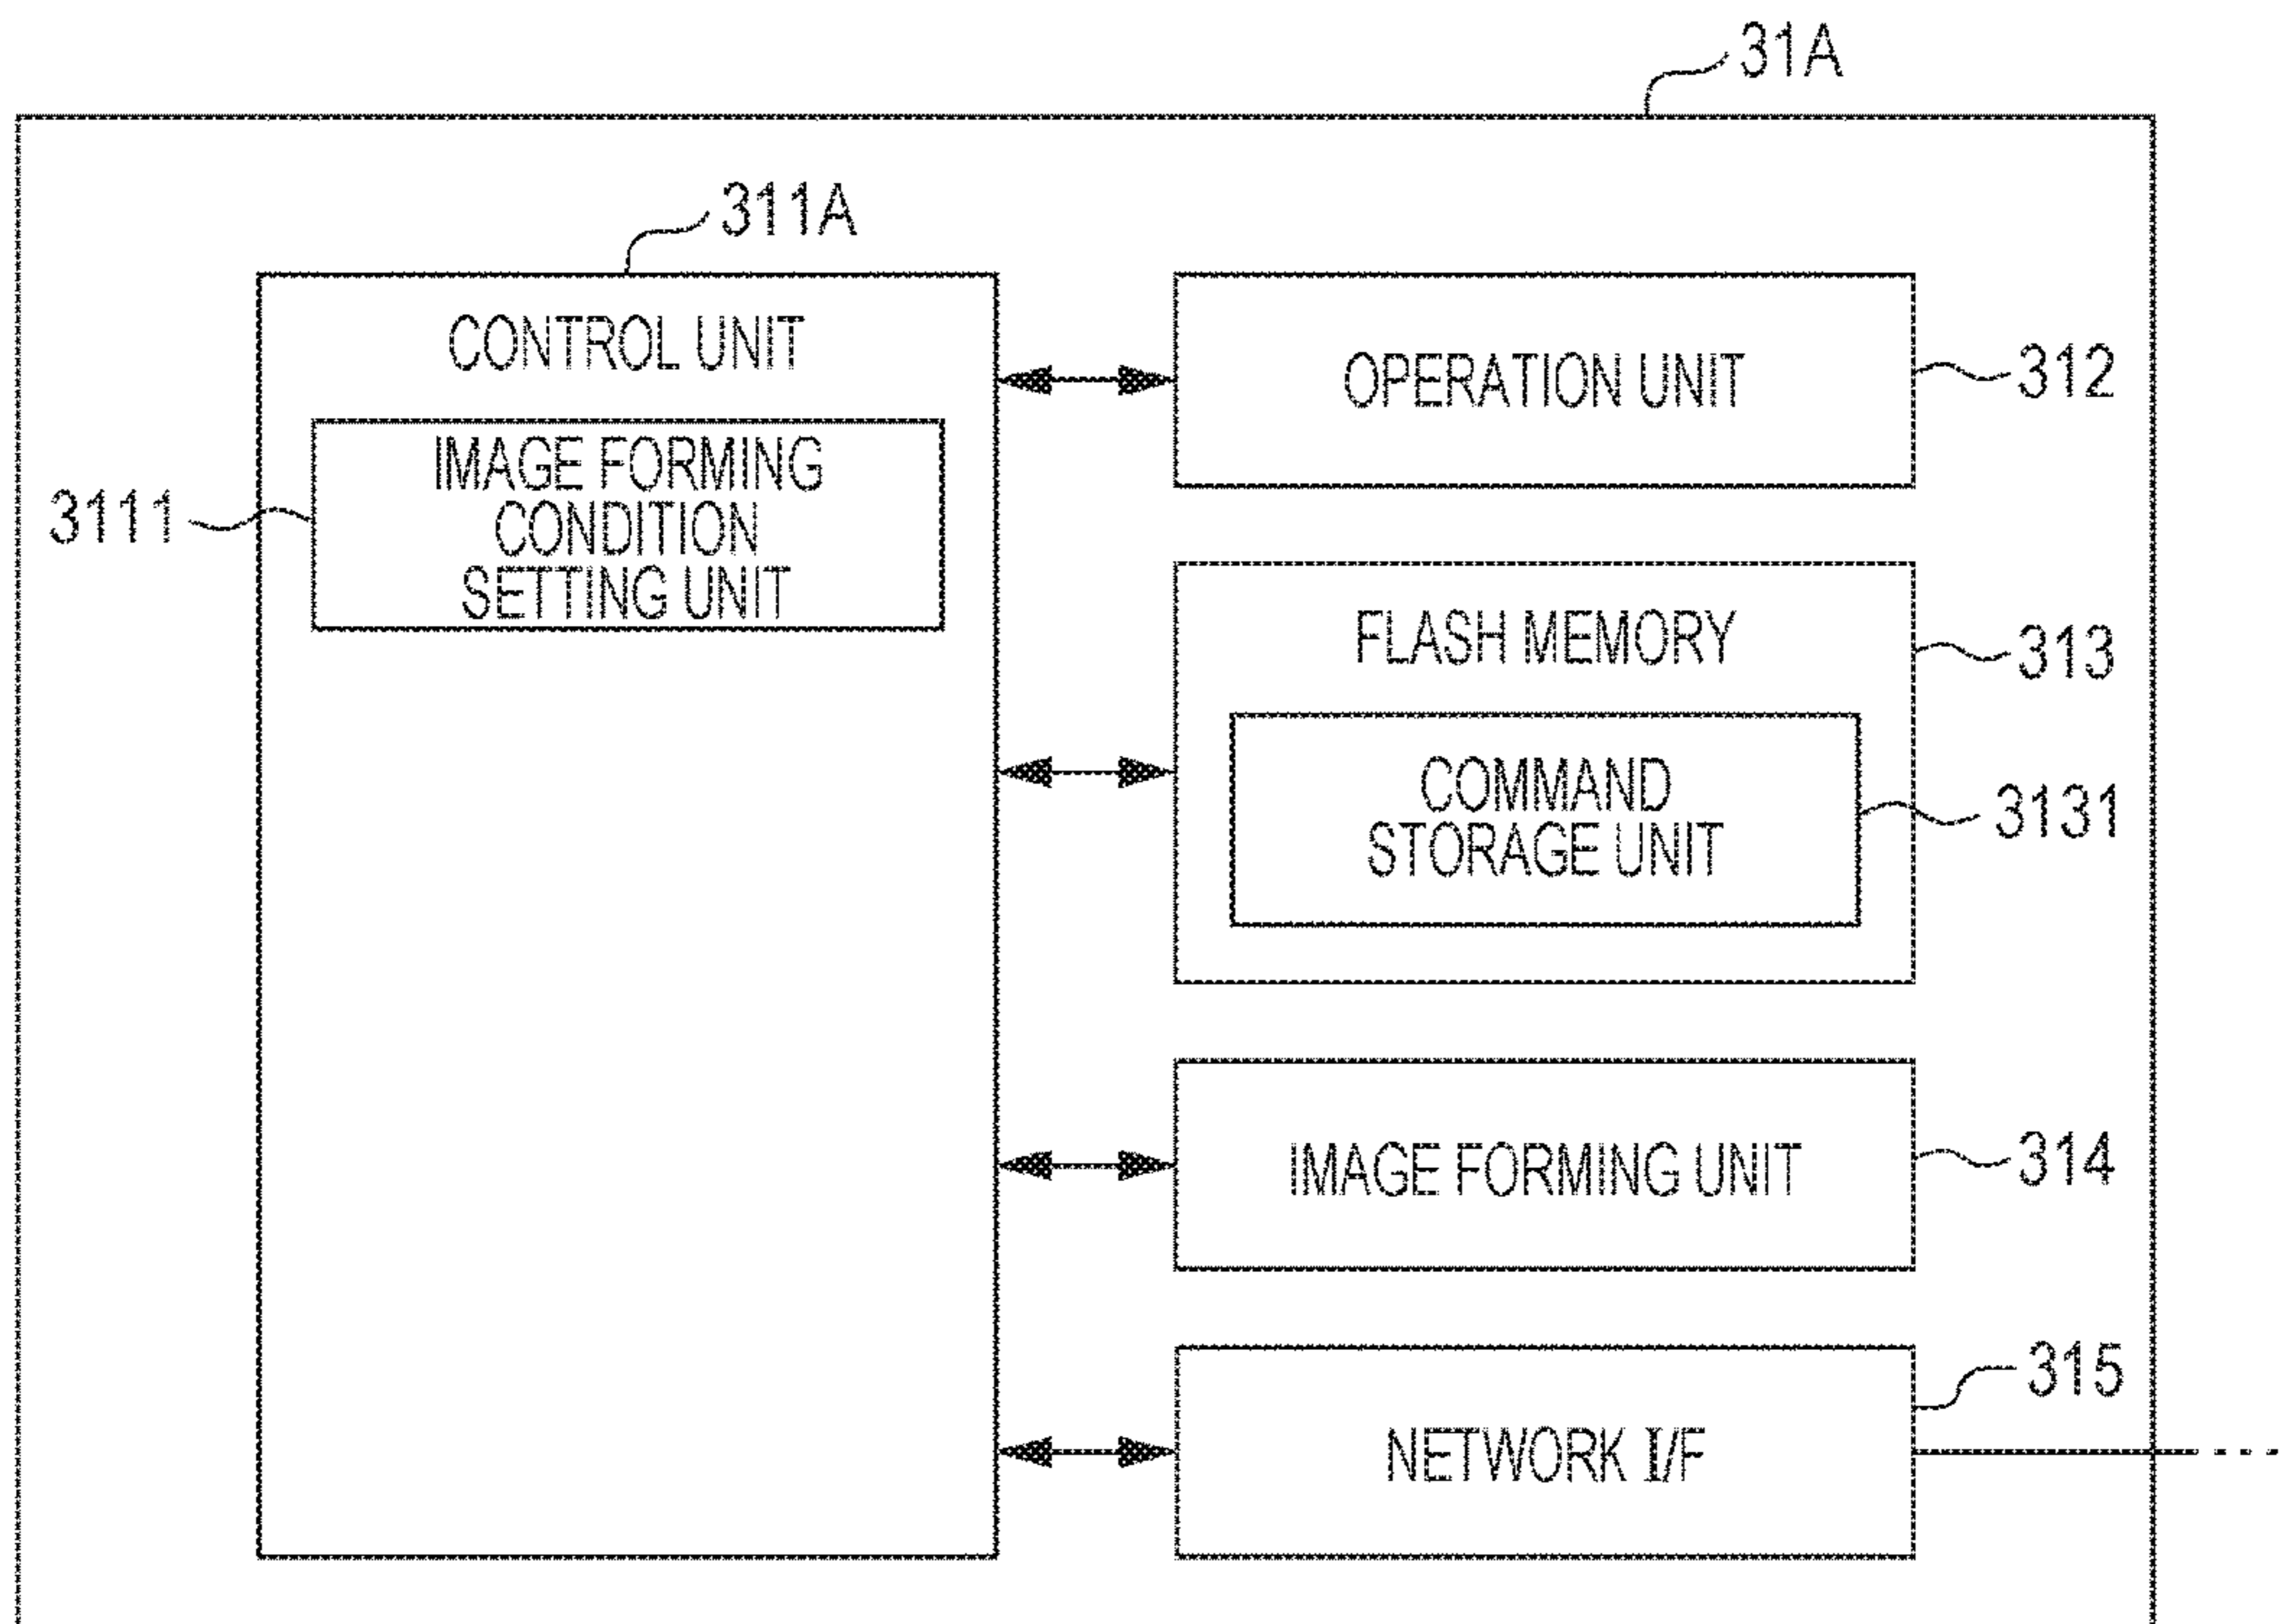 31A
311A
CONTROL UNIT
IMAGE FORMING
CONDITION
SETTING UNIT
3111
OPERATION UNIT
312
FLASH MEMORY
313
COMMAND
STORAGE UNIT
3131
IMAGE FORMING UNIT
314
NETWORK I/F
315